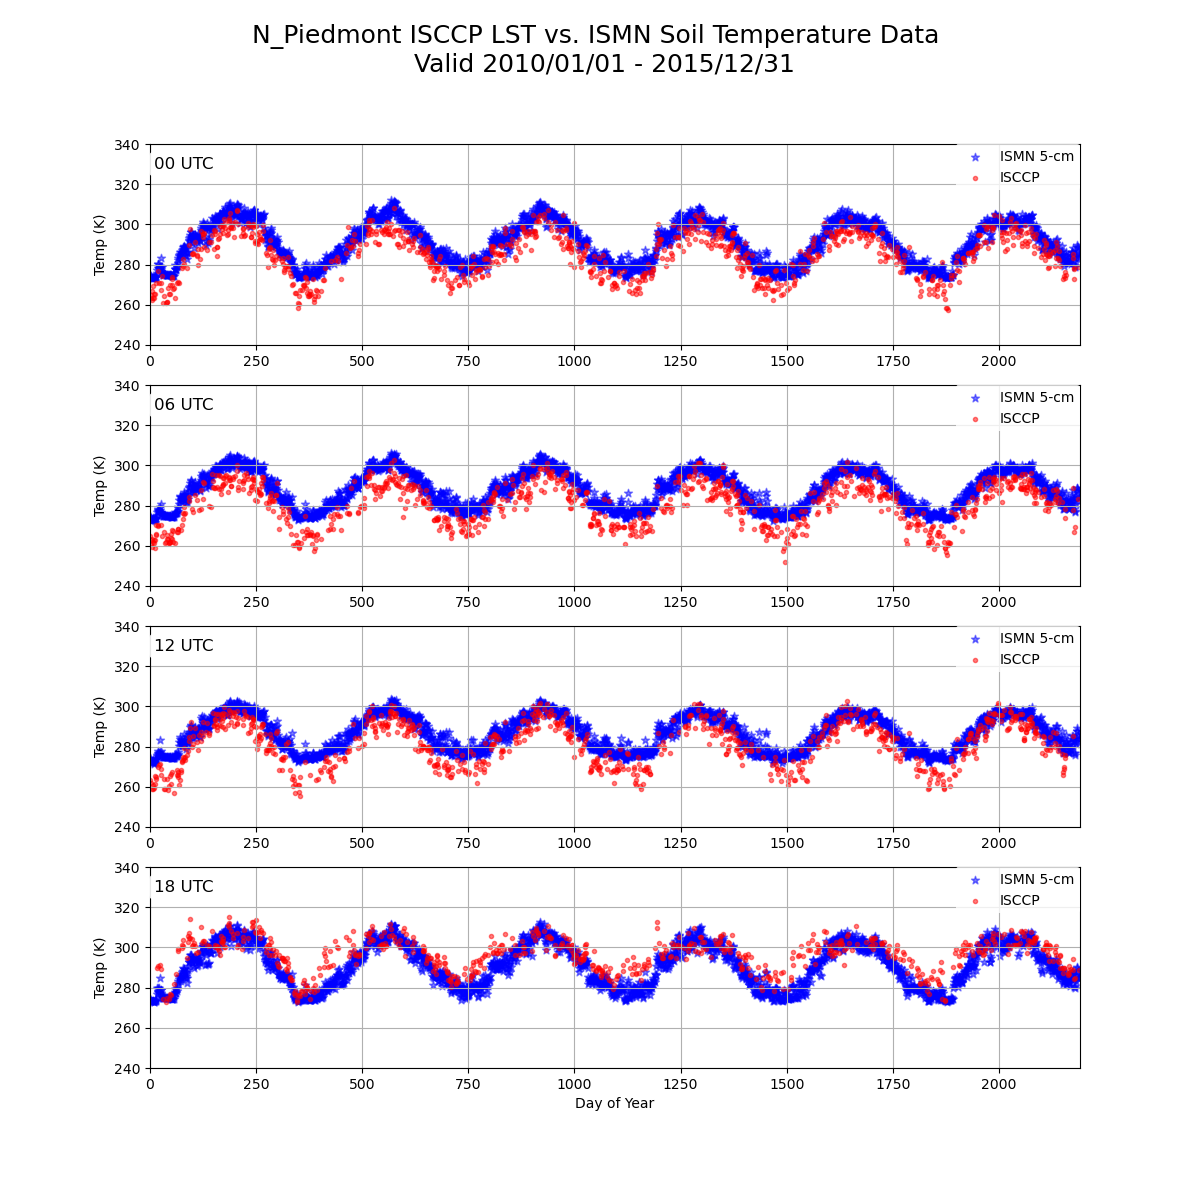 N_Piedmont ISCCP LST vs. ISMN Soil Temperature Data
Valid 2010/01/01 - 2015/12/31
340
320
300
280
260
240
Temp (K)
00 UTC
ISMN 5-cm
ISCCP
0 250 500 750 1000 1250 1500 1750 2000
340
320
300
280
260
240
Temp (K)
06 UTC
ISMN 5-cm
ISCCP
0 250 500 750 1000 1250 1500 1750 2000
340
320
300
280
260
240
Temp (K)
12 UTC
ISMN 5-cm
ISCCP
0 250 500 750 1000 1250 1500 1750 2000
340
320
300
280
260
240
Temp (K)
18 UTC
ISMN 5-cm
ISCCP
0 250 500 750 1000 1250 1500 1750 2000
Day of Year